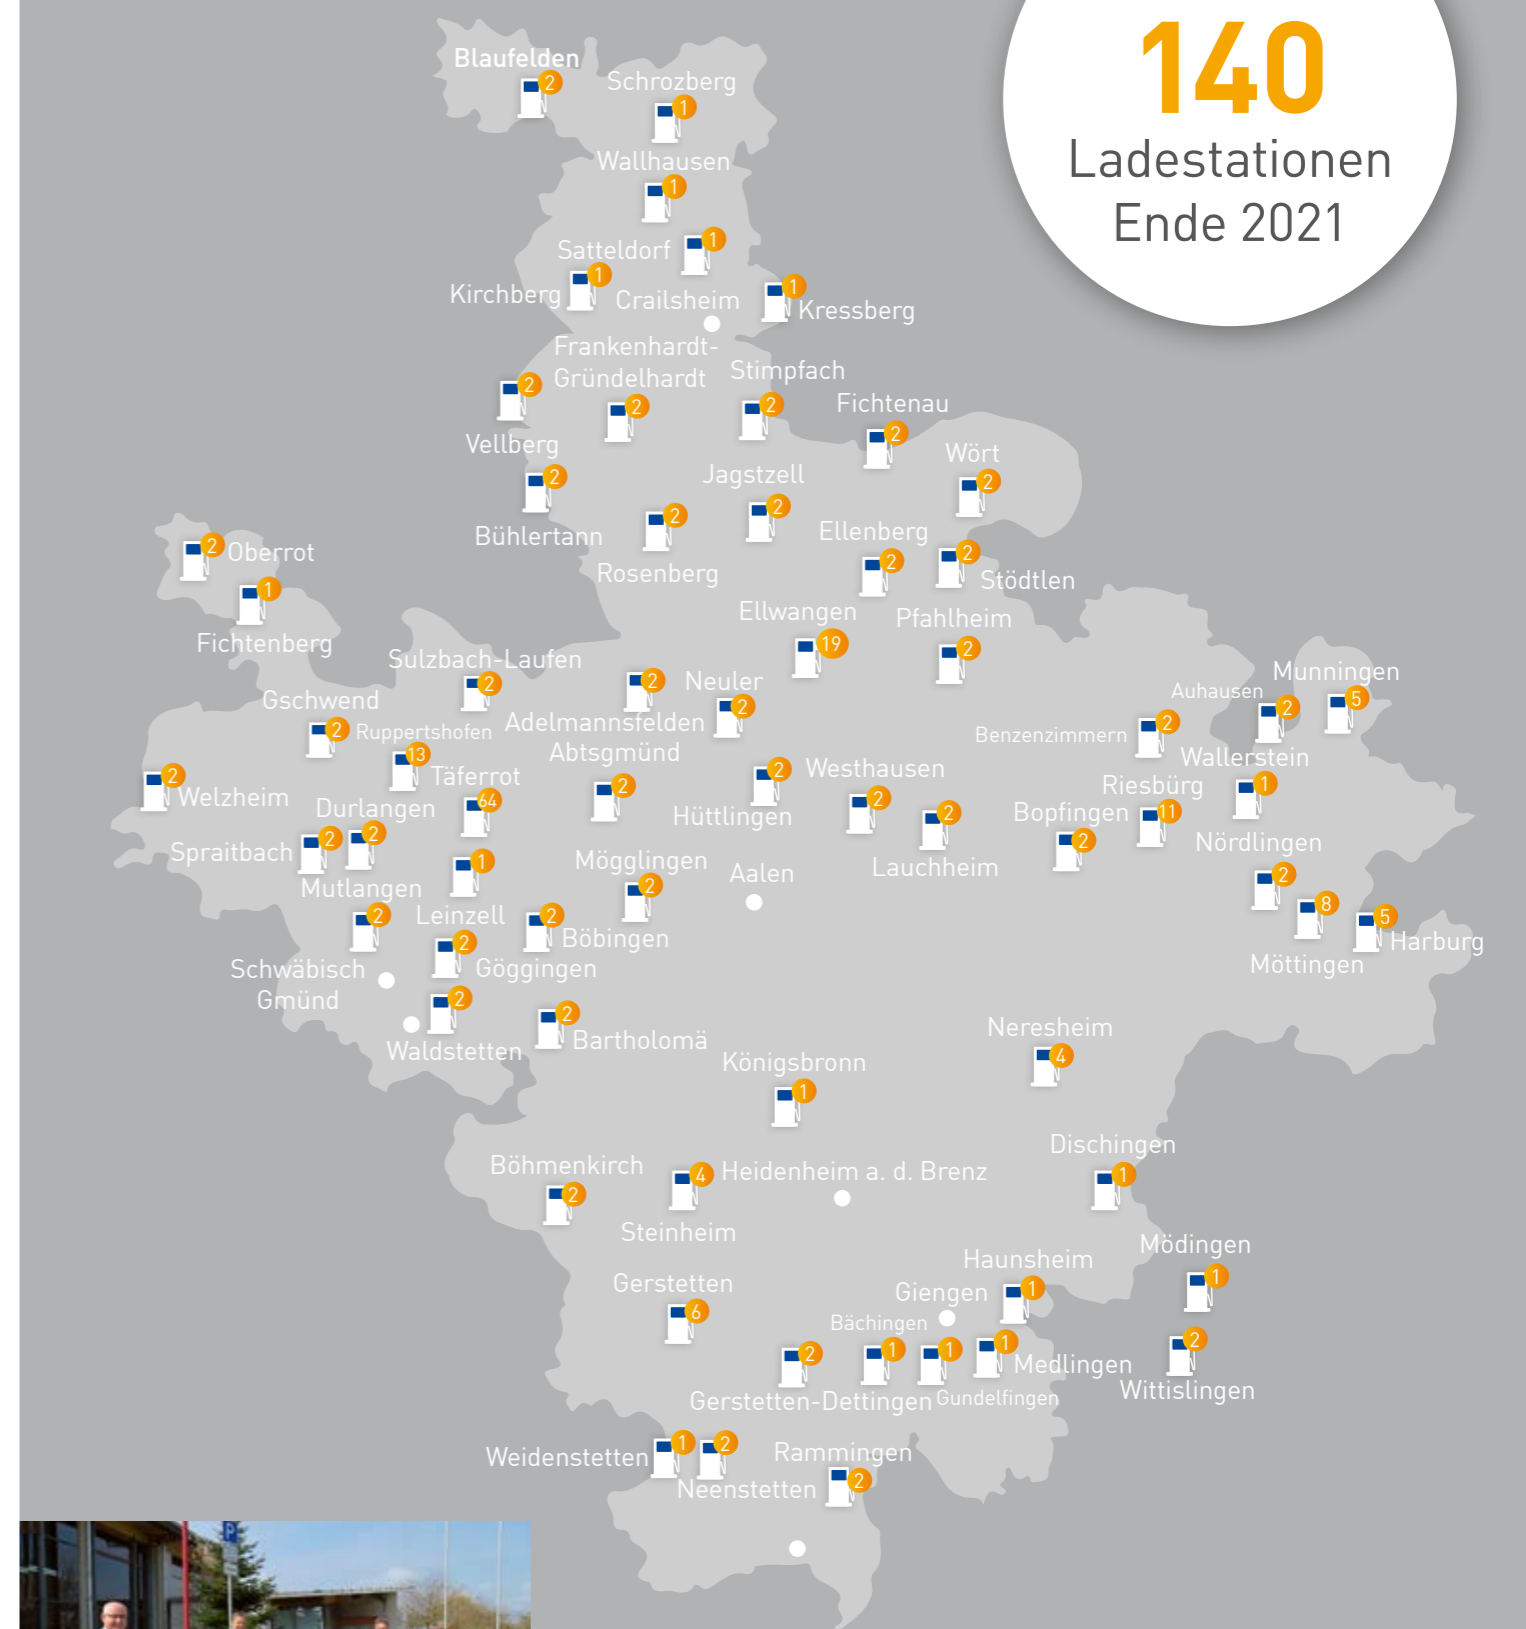 140
Ladestationen
Ende 2021
Blaufelden
2
Schrozberg
1
Wallhausen
1
Satteldorf
1
Kirchberg
1
Crailsheim
Kressberg
1
Frankenhardt-
Gründelhardt
2
Stimpfach
2
Fichtenau
2
Vellberg
2
Wört
2
Jagstzell
2
Bühlertann
2
Rosenberg
2
Ellenberg
2
Stödtlen
2
Oberrot
2
Fichtenberg
1
Ellwangen
19
Pfahlheim
2
Sulzbach-Laufen
2
Adelmannsfelden
2
Neuler
2
Munningen
5
Auhausen
2
Gschwend
2
Ruppertshofen
13
Benzenzimmern
2
Abtsgmünd
2
Wallerstein
1
Welzheim
2
Täferrot
64
Hüttlingen
2
Westhausen
2
Riesbürg
11
Durlangen
2
Bopfingen
2
Spraitbach
2
Lauchheim
2
Nördlingen
2
Mutlangen
2
Leinzell
1
Mögglingen
2
Aalen
Böbingen
2
Göggingen
2
Möttingen
8
Harburg
5
Schwäbisch
Gmünd
Waldstetten
2
Bartholomä
2
Neresheim
4
Königsbronn
1
Dischingen
1
Böhmenkirch
2
Steinheim
4
Heidenheim a. d. Brenz
Mödingen
1
Haunsheim
1
Gerstetten
6
Giengen
Bächingen
1
Medlingen
1
Wittislingen
2
Gerstetten-Dettingen
2
Gundelfingen
1
Weidenstetten
1
Neenstetten
2
Rammingen
2
P